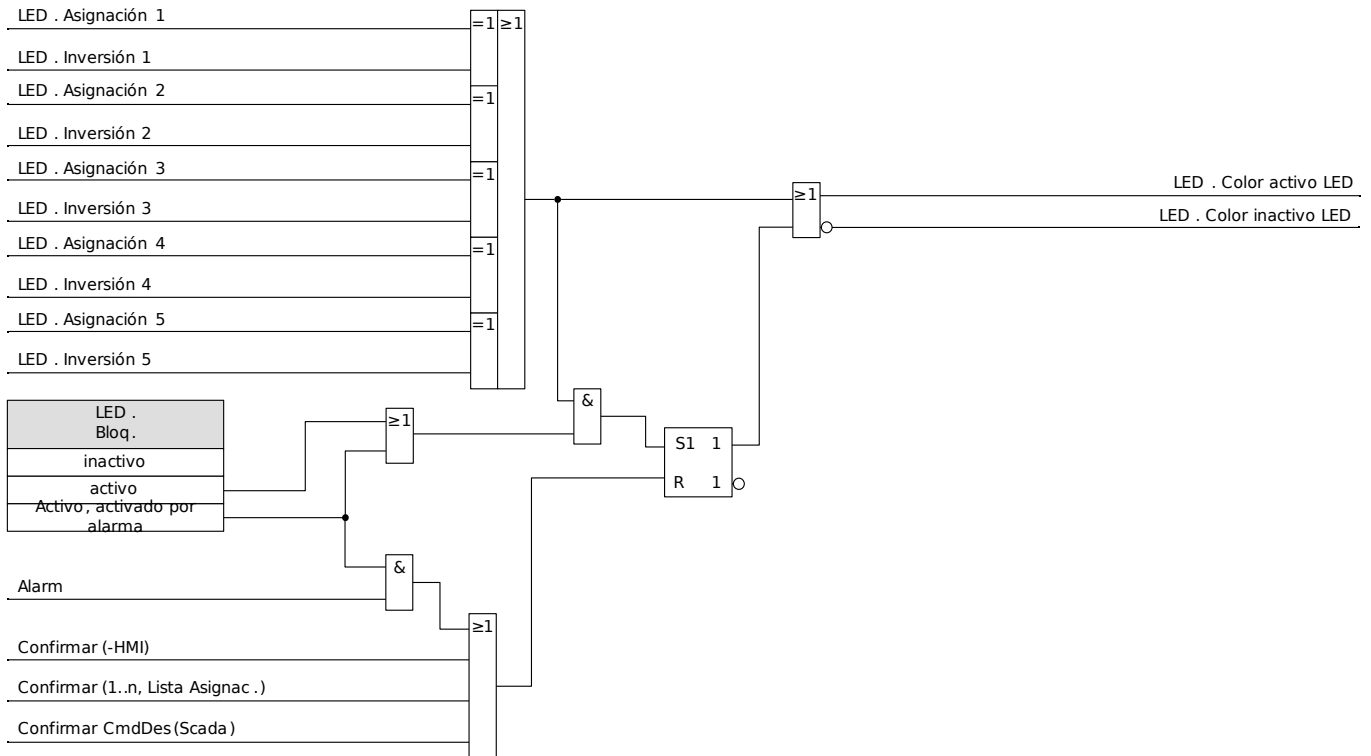 LED . Asignación 1
=1 ≥1
LED . Inversión 1
LED . Asignación 2
=1
LED . Inversión 2
LED . Asignación 3
=1
LED . Inversión 3
LED . Asignación 4
=1
LED . Inversión 4
LED . Asignación 5
=1
LED . Inversión 5
≥1
LED . Color activo LED
LED . Color inactivo LED
LED .
Bloq.
inactivo
activo
Activo, activado por
alarma
≥1
&
S1 1
R 1
&
Alarm
≥1
Confirmar (-HMI)
Confirmar (1..n, Lista Asignac.)
Confirmar CmdDes(Scada)